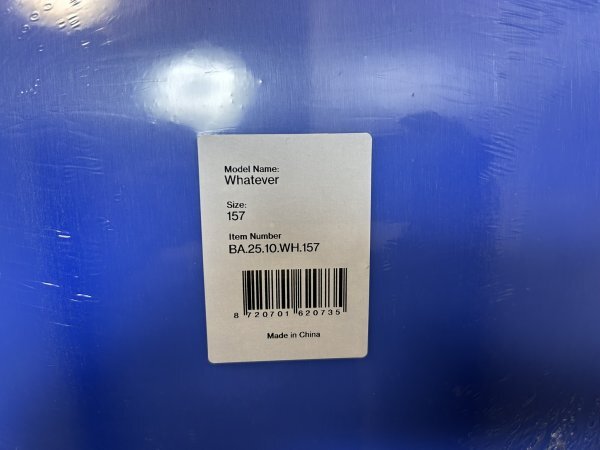 Model Name:
Whatever
Size:
157
Item Number
BA.25.10.WH.157
8 720701 620735
Made in China